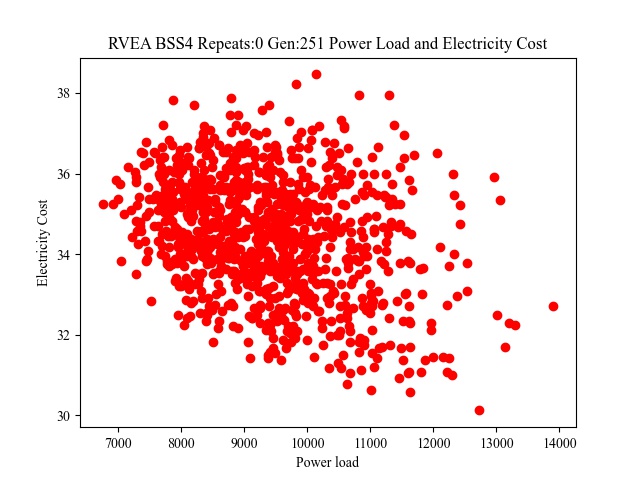 RVEA BSS4 Repeats:0 Gen:251 Power Load and Electricity Cost
Electricity Cost
38
36
34
32
30
7000 8000 9000 10000 11000 12000 13000 14000
Power load